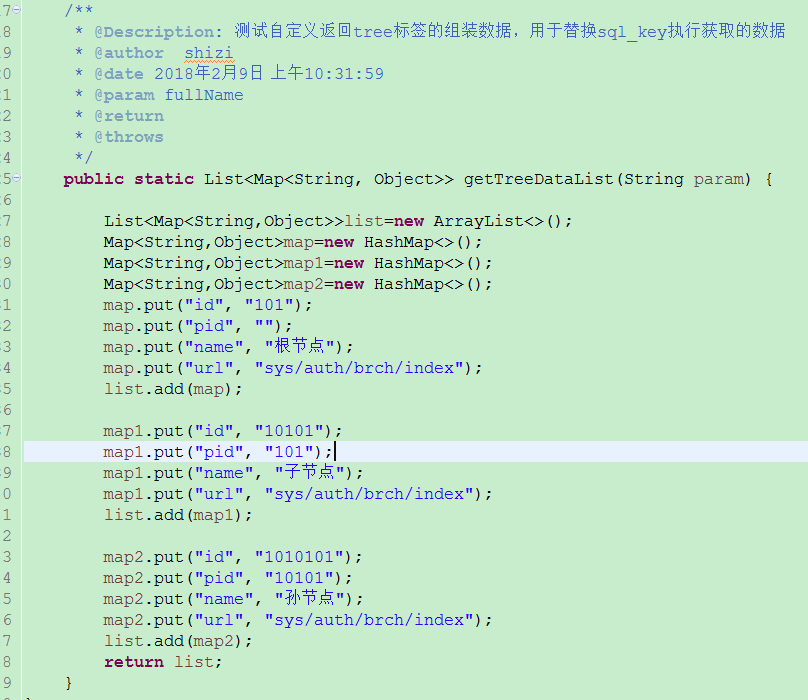 7 /**
8 * @Description: 测试自定义返回tree标签的组装数据，用于替换sql_key执行获取的数据
9 * @author shizi
0 * @date 2018年2月9日 上午10:31:59
1 * @param fullName
2 * @return
3 * @throws
4 */
5 public static List<Map<String, Object>> getTreeDataList(String param) {
6
7 List<Map<String,Object>>list=new ArrayList<>();
8 Map<String,Object>map=new HashMap<>();
9 Map<String,Object>map1=new HashMap<>();
0 Map<String,Object>map2=new HashMap<>();
1 map.put("id", "101");
2 map.put("pid", "");
3 map.put("name", "根节点");
4 map.put("url", "sys/auth/brch/index");
5 list.add(map);
6
7 map1.put("id", "10101");
8 map1.put("pid", "101");
9 map1.put("name", "子节点");
0 map1.put("url", "sys/auth/brch/index");
1 list.add(map1);
2
3 map2.put("id", "1010101");
4 map2.put("pid", "10101");
5 map2.put("name", "孙节点");
6 map2.put("url", "sys/auth/brch/index");
7 list.add(map2);
8 return list;
9 }